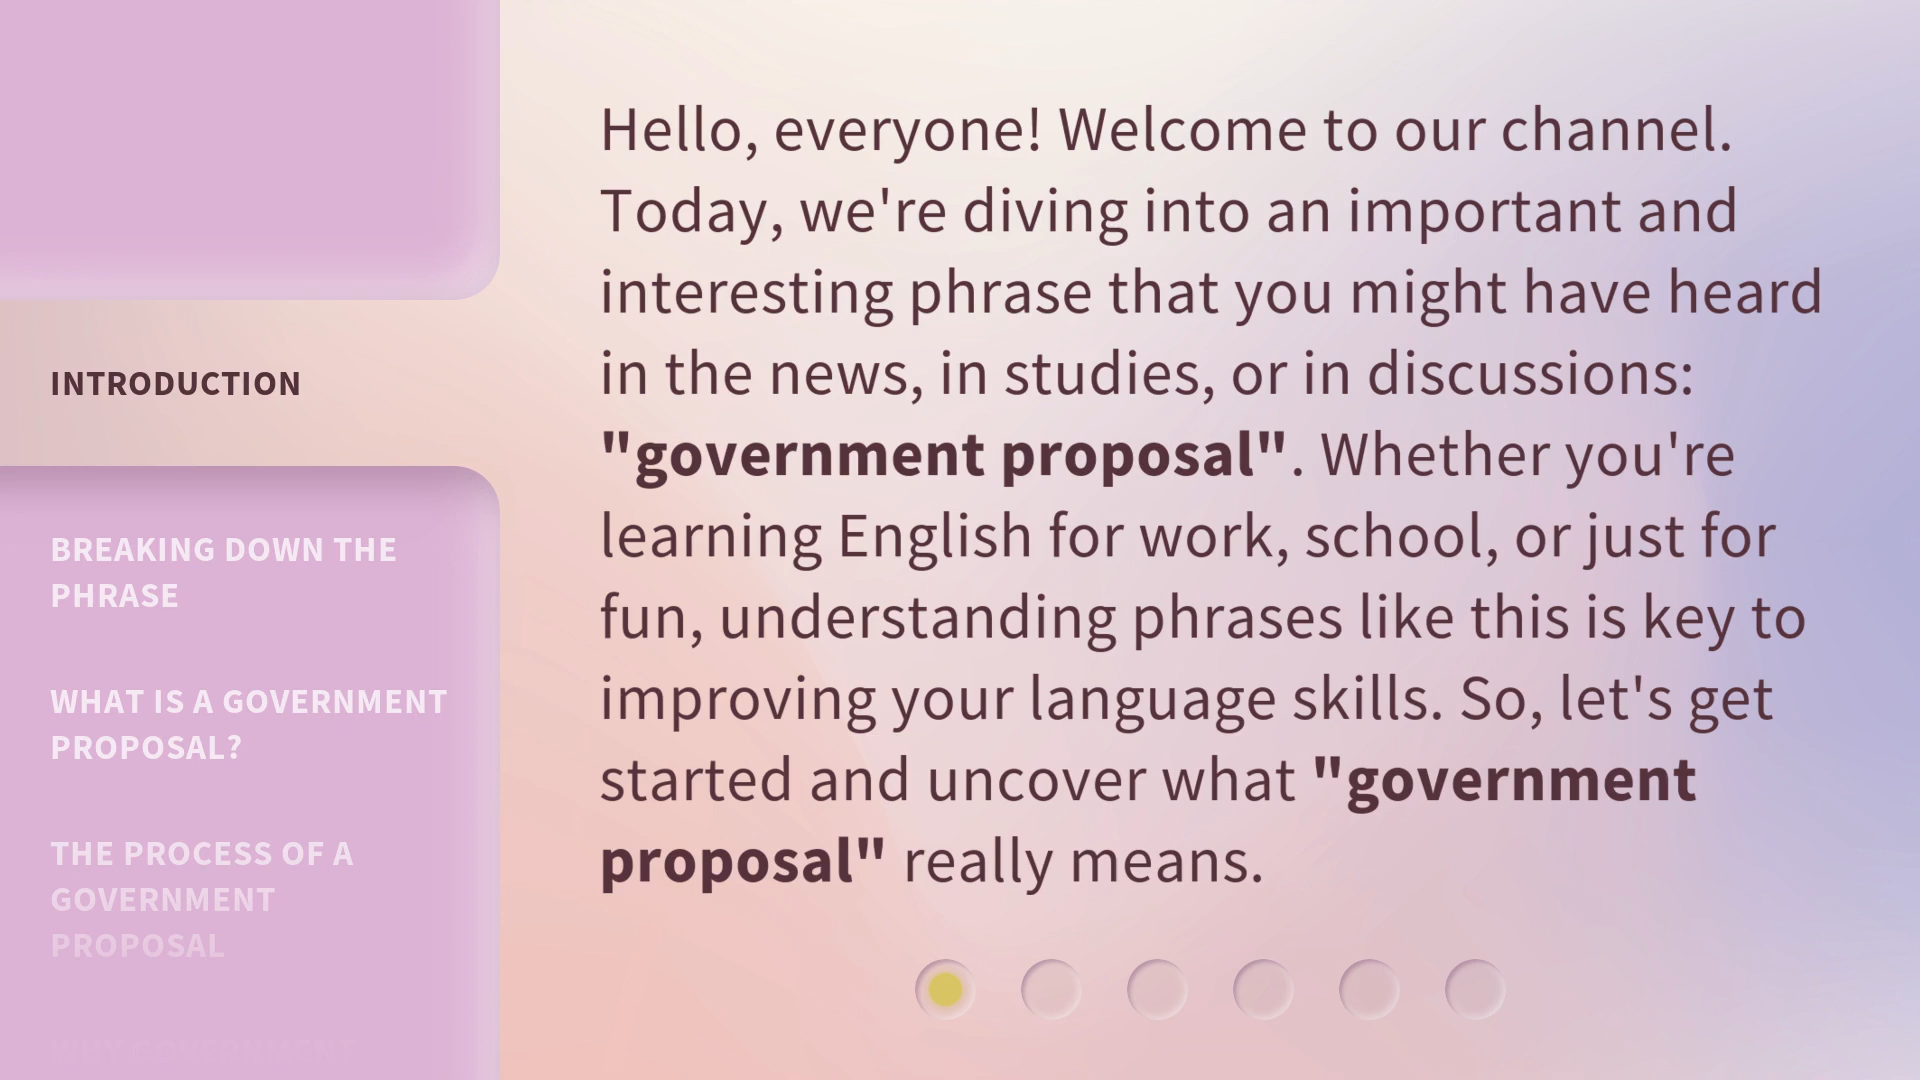 INTRODUCTION
BREAKING DOWN THE
PHRASE
WHAT IS A GOVERNMENT
PROPOSAL?
THE PROCESS OF A
GOVERNMENT
PROPOSAL
WHY GOVERNMENT
Hello, everyone! Welcome to our channel.
Today, we're diving into an important and
interesting phrase that you might have heard
in the news, in studies, or in discussions:
"government proposal". Whether you're
learning English for work, school, or just for
fun, understanding phrases like this is key to
improving your language skills. So, let's get
started and uncover what "government
proposal" really means.